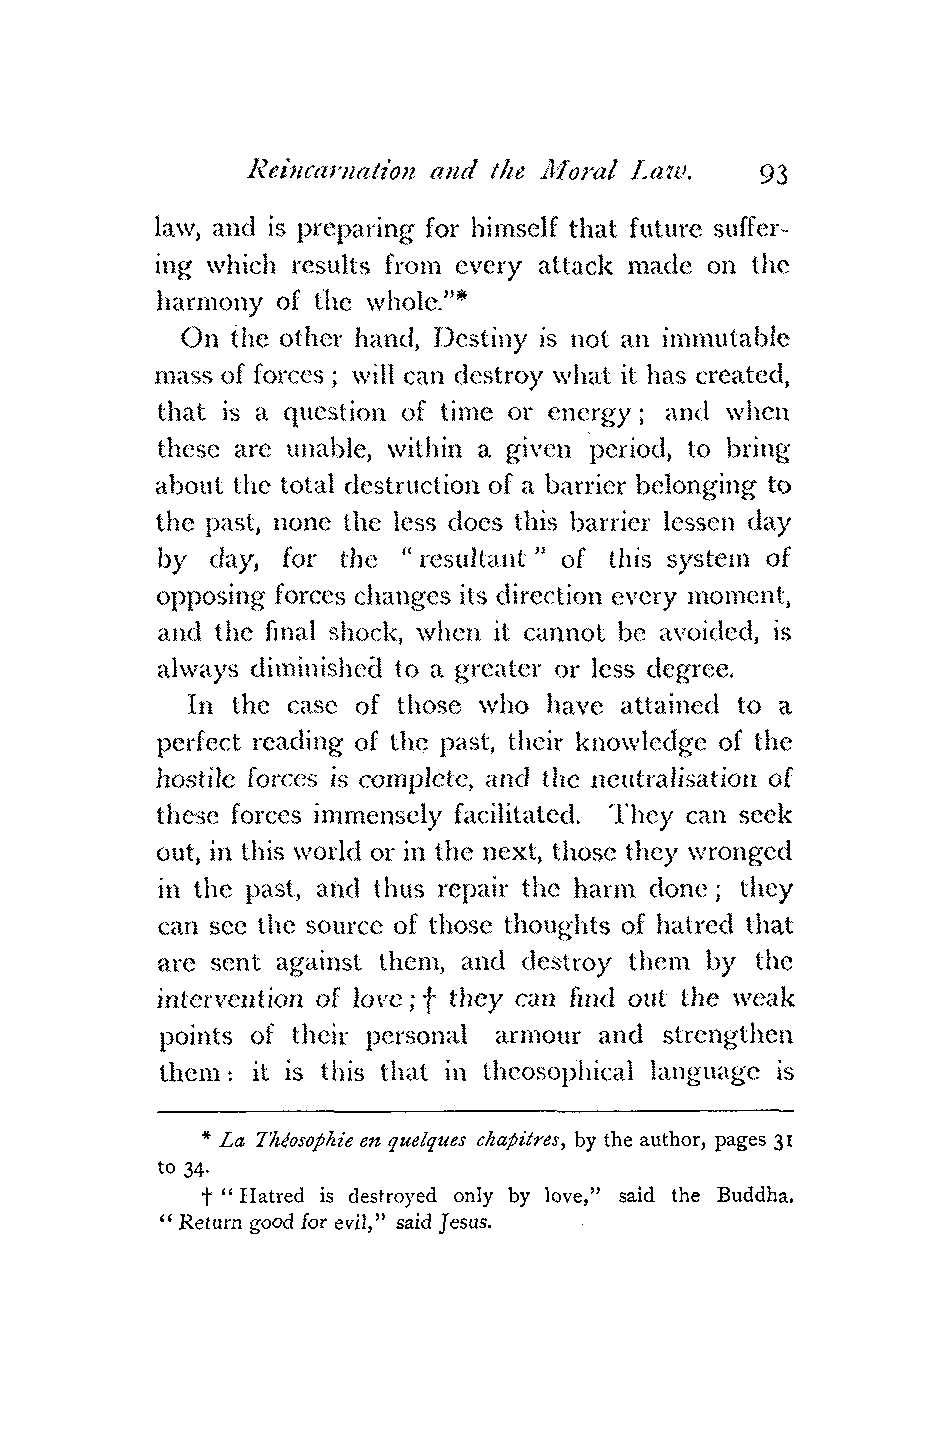 Reincarnation and the Moral Law. 93
law, and is preparing for himself that future suffer-
ing which results from every attack made on the
harmony of the whole."*
On the other hand, Destiny is not an immutable
mass of forces ; will can destroy what it has created,
that is a question of time or energy ; and when
these are unable, within a given period, to bring
about the total destruction of a barrier belonging to
the past, none the less does this barrier lessen day
by day, for the " resultant " of this system of
opposing forces changes its direction every moment,
and the final shock, when it cannot be avoided, is
always diminished to a greater or less degree.
In the case of those who have attained to a
perfect reading of the past, their knowledge of the
hostile forces is complete, and the neutralisation of
these forces immensely facilitated. They can seek
out, in this world or in the next, those they wronged
in the past, and thus repair the harm done ; they
can see the source of those thoughts of hatred that
are sent against them, and destroy them by the
intervention of love ; † they can find out the weak
points of their personal armour and strengthen
them : it is this that in theosophical language is
* La Théosophie en quelques chapitres, by the author, pages 31
to 34.
† " Hatred is destroyed only by love," said the Buddha.
" Return good for evil," said Jesus.